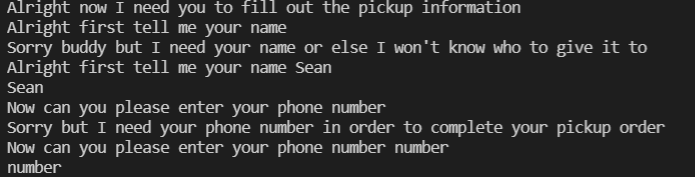 Alright now I need you to fill out the pickup information
Alright first tell me your name
Sorry buddy but I need your name or else I won't know who to give it to
Alright first tell me your name Sean
Sean
Now can you please enter your phone number
Sorry but I need your phone number in order to complete your pickup order
Now can you please enter your phone number number
number